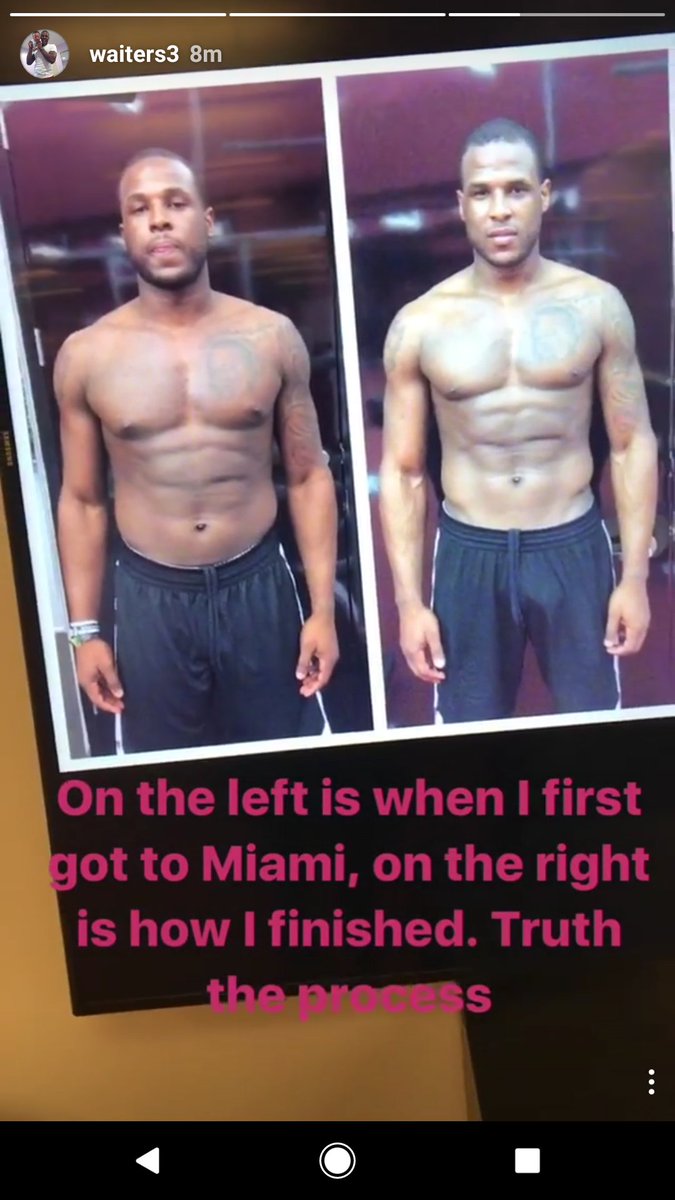 waiters3 8m
SAMSUNG
On the left is when I first
got to Miami, on the right
is how I finished. Truth
the process